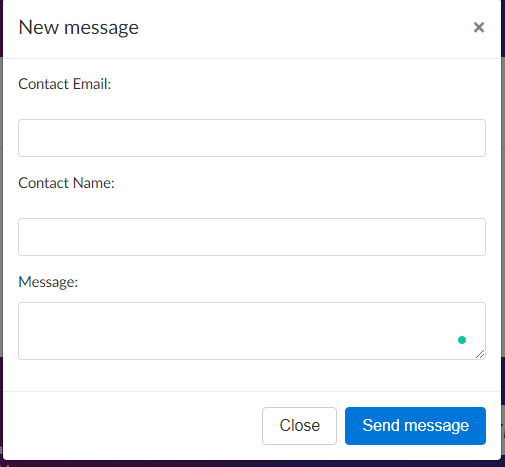 New message ×
Contact Email:
Contact Name:
Message:
Close Send message